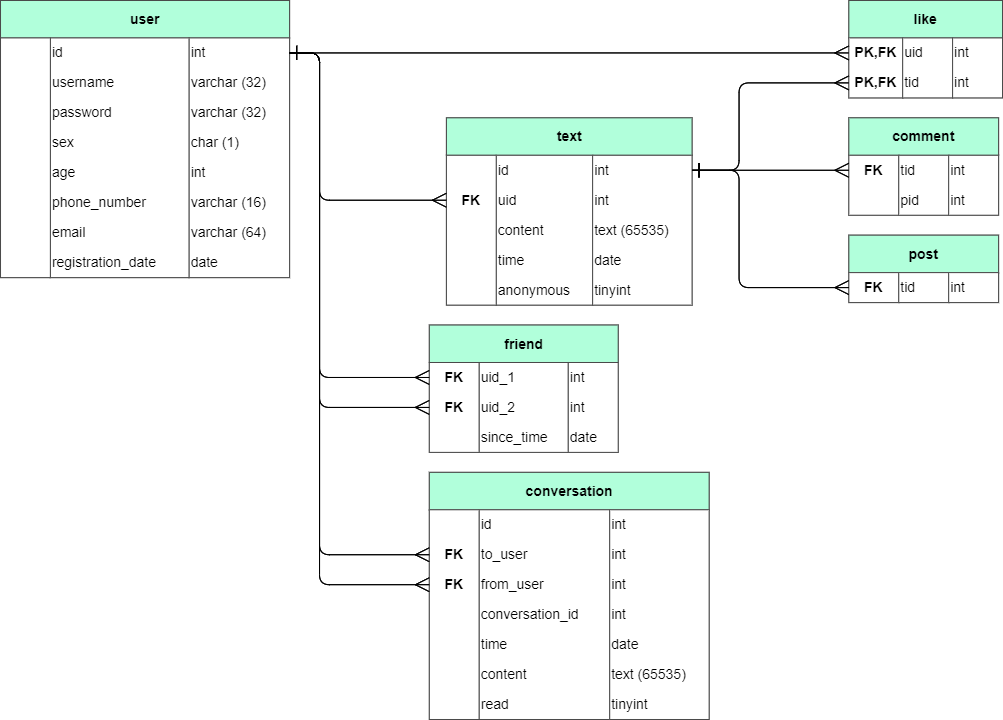 user
id int
username varchar (32)
password varchar (32)
sex char (1)
age int
phone_number varchar (16)
email varchar (64)
registration_date date
like
PK,FK uid int
PK,FK tid int
text
id int
FK uid int
content text (65535)
time date
anonymous tinyint
comment
FK tid int
pid int
post
FK tid int
friend
FK uid_1 int
FK uid_2 int
since_time date
conversation
id int
FK to_user int
FK from_user int
conversation_id int
time date
content text (65535)
read tinyint